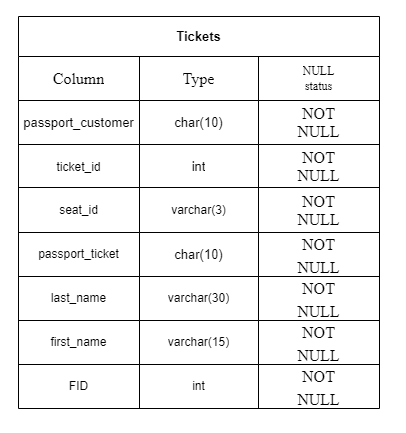 Tickets
Column Type NULL
status
passport_customer char(10) NOT
NULL
ticket_id int NOT
NULL
seat_id varchar(3) NOT
NULL
passport_ticket char(10) NOT
NULL
last_name varchar(30) NOT
NULL
first_name varchar(15) NOT
NULL
FID int NOT
NULL